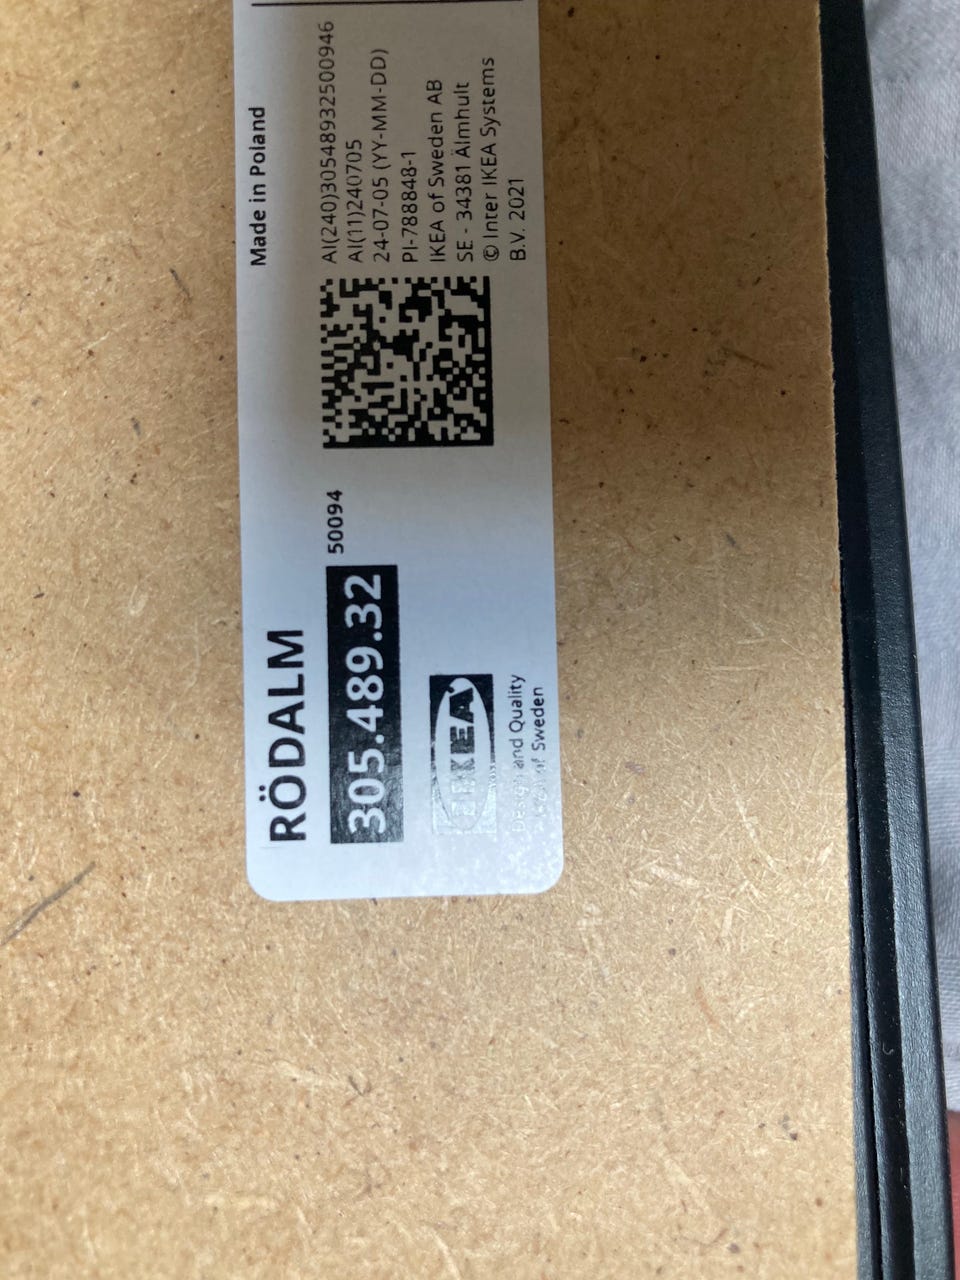 RÖDALM
305.489.32
50094
IKEA
Design and Quality
IKEA of Sweden
Made in Poland
AI(240)30548932500946
AI(11)240705
24-07-05 (YY-MM-DD)
PI-788848-1
IKEA of Sweden AB
SE - 34381 Älmhult
© Inter IKEA Systems
B.V. 2021